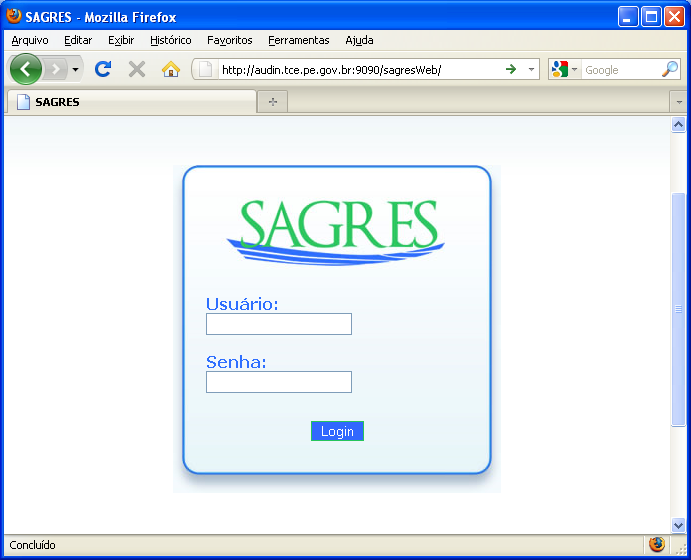 SAGRES - Mozilla Firefox
Arquivo Editar Exibir Histórico Favoritos Ferramentas Ajuda
http://audin.tce.pe.gov.br:9090/sagresWeb/ Google
SAGRES
SAGRES
Usuário:
Senha:
Login
Concluído